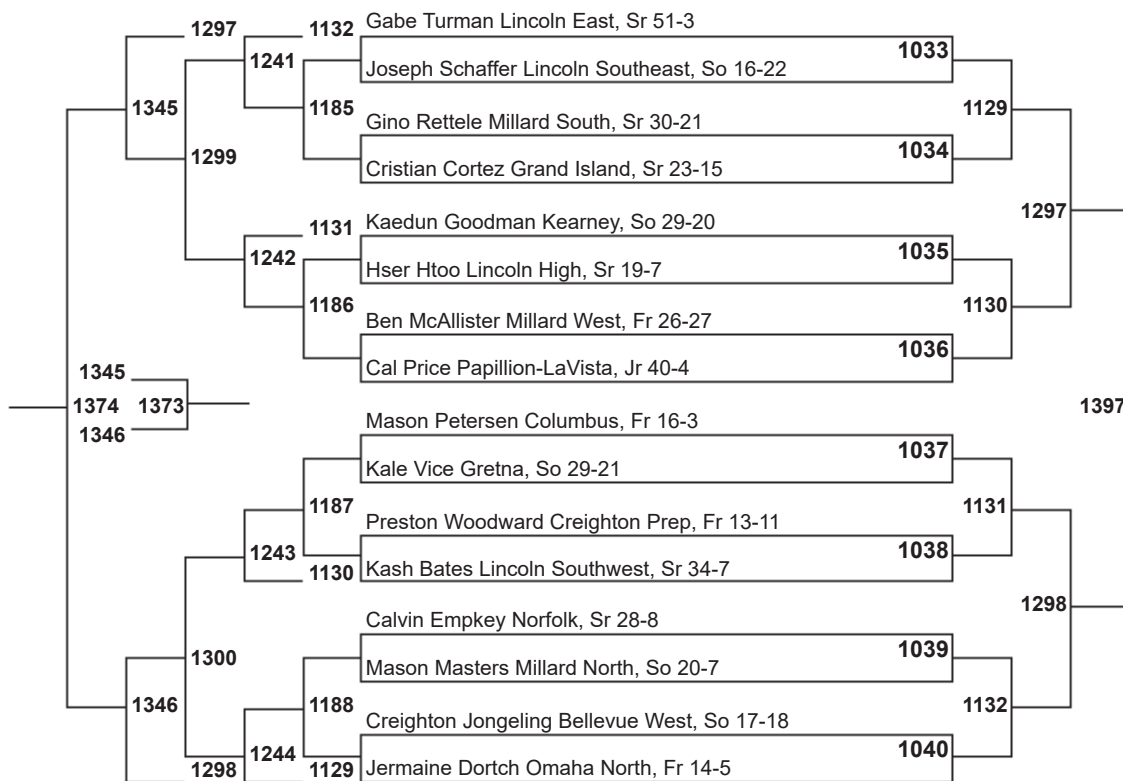 1297 1132 Gabe Turman Lincoln East, Sr 51-3
1033
1241
Joseph Schaffer Lincoln Southeast, So 16-22
1345 1185 1129
Gino Rettele Millard South, Sr 30-21
1299 1034
Cristian Cortez Grand Island, Sr 23-15
1297
1131 Kaedun Goodman Kearney, So 29-20
1242 1035
Hser Htoo Lincoln High, Sr 19-7
1186 1130
Ben McAllister Millard West, Fr 26-27
1036
1345 Cal Price Papillion-LaVista, Jr 40-4
1374 1373 1397
1346 Mason Petersen Columbus, Fr 16-3
1037
Kale Vice Gretna, So 29-21
1187 1131
Preston Woodward Creighton Prep, Fr 13-11
1243 1038
1130 Kash Bates Lincoln Southwest, Sr 34-7
1298
Calvin Empkey Norfolk, Sr 28-8
1300 1039
Mason Masters Millard North, So 20-7
1346 1188 1132
Creighton Jongeling Bellevue West, So 17-18
1244 1040
1298 1129 Jermaine Dortch Omaha North, Fr 14-5